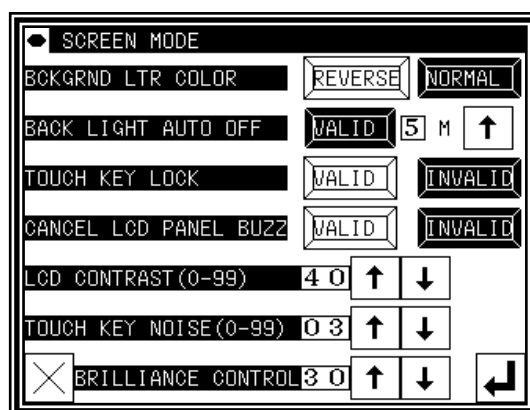 SCREEN MODE
BCKGRND LTR COLOR REVERSE NORMAL
BACK LIGHT AUTO OFF VALID 5 M ↑
TOUCH KEY LOCK VALID INVALID
CANCEL LCD PANEL BUZZ VALID INVALID
LCD CONTRAST(0-99) 40 ↑ ↓
TOUCH KEY NOISE(0-99) 03 ↑ ↓
BRILLIANCE CONTROL 30 ↑ ↓